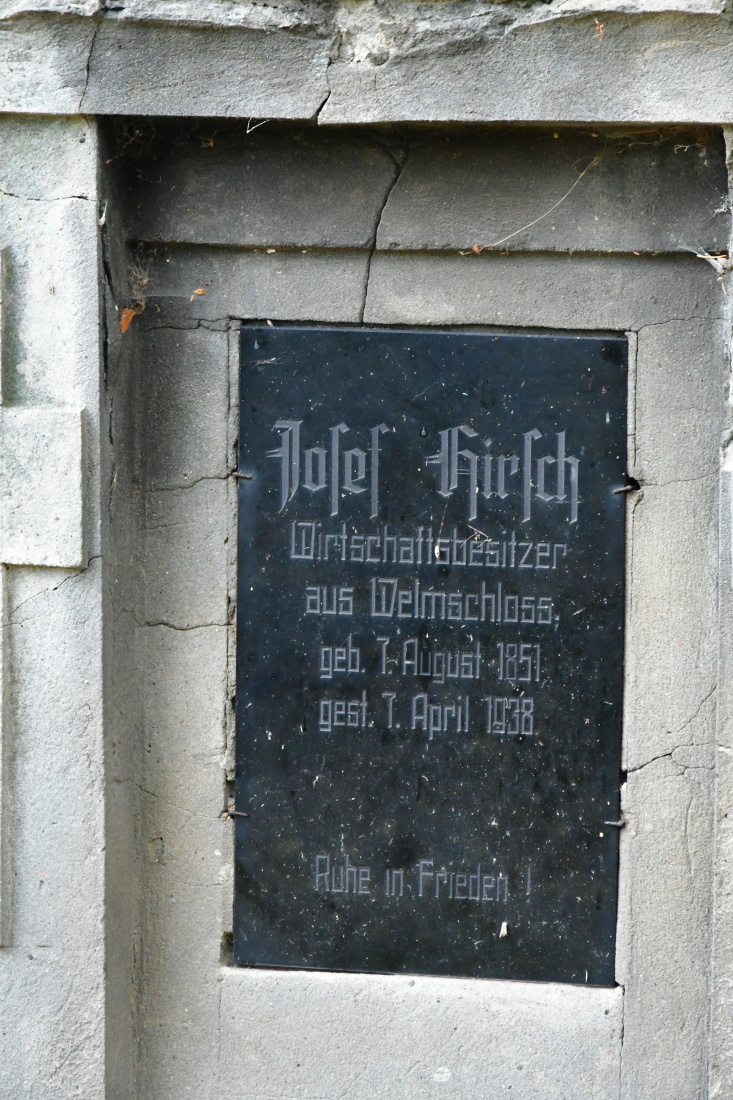 Josef Hirsch
Wirtschaftsbesitzer
aus Welmschloss,
geb. 7. August 1851
gest. 7. April 1938.
Ruhe in Frieden !